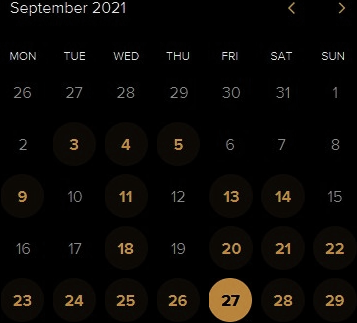 September 2021
MON TUE WED THU FRI SAT SUN
26 27 28 29 30 31 1
2 3 4 5 6 7 8
9 10 11 12 13 14 15
16 17 18 19 20 21 22
23 24 25 26 27 28 29